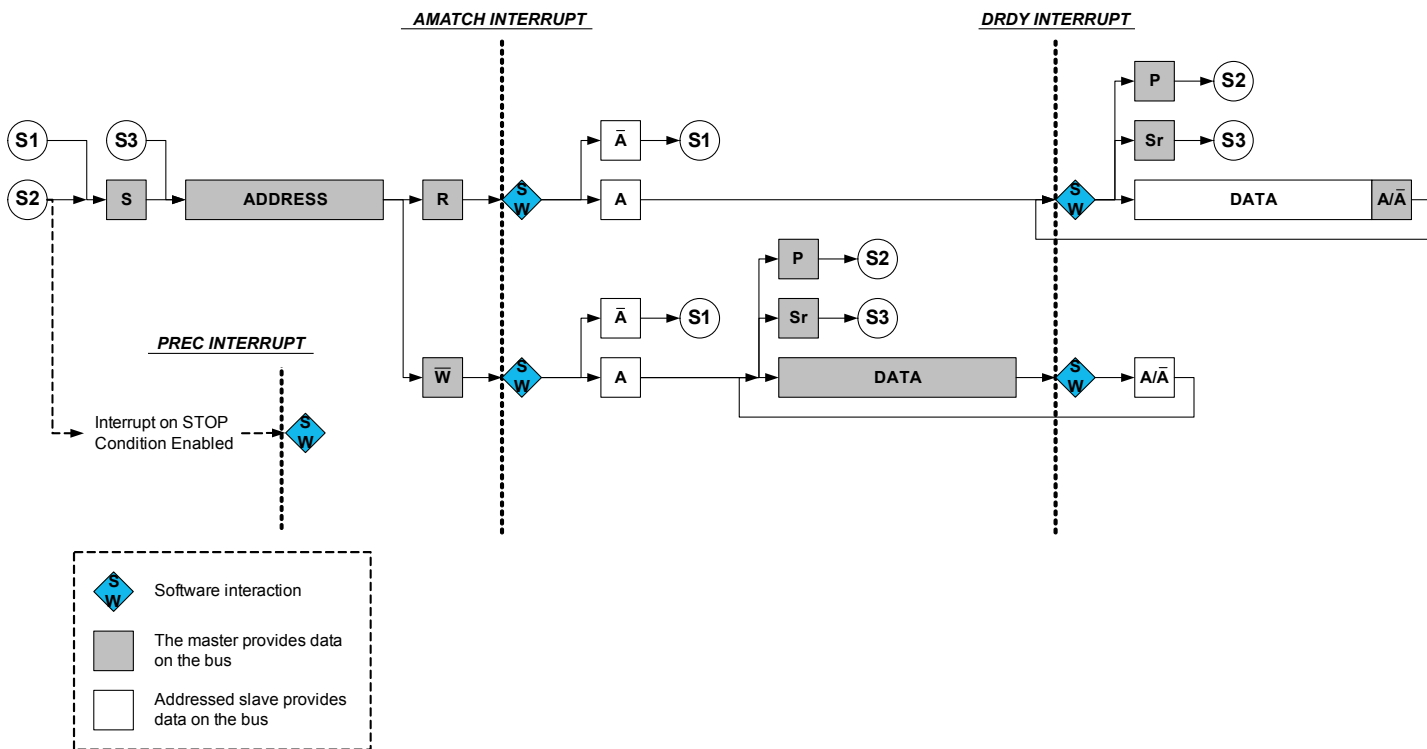 AMATCH INTERRUPT
DRDY INTERRUPT
P
S2
S1
S3
A̅
S1
Sr
S3
S2
S
ADDRESS
R
S
W
A
S
W
DATA
A/A̅
P
S2
A̅
S1
Sr
S3
PREC INTERRUPT
W̅
S
W
A
DATA
S
W
A/A̅
Interrupt on STOP
Condition Enabled
S
W
S
W
Software interaction
The master provides data
on the bus
Addressed slave provides
data on the bus